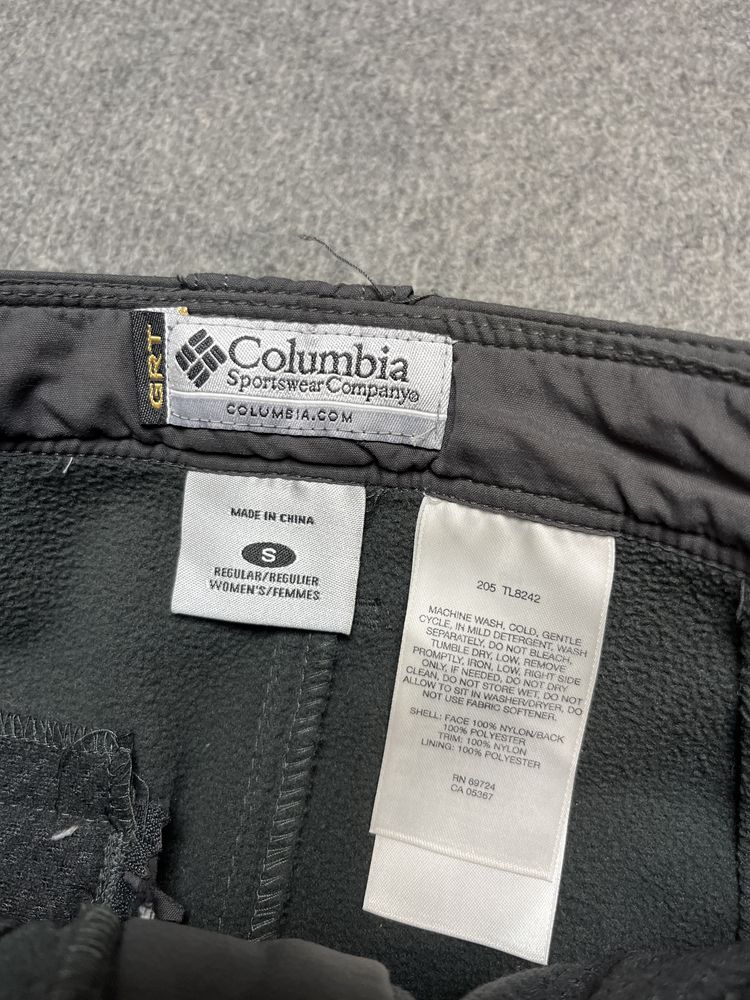 GRT
Columbia
Sportswear Company®
COLUMBIA.COM
MADE IN CHINA
S
REGULAR/REGULIER
WOMEN'S/FEMMES
205 TL8242
MACHINE WASH, COLD, GENTLE
CYCLE, IN MILD DETERGENT, WASH
SEPARATELY, DO NOT BLEACH,
TUMBLE DRY, LOW, REMOVE
PROMPTLY, IRON, LOW, RIGHT SIDE
ONLY, IF NEEDED, DO NOT DRY
CLEAN, DO NOT STORE WET, DO NOT
ALLOW TO SIT IN WASHER/DRYER, DO
NOT USE FABRIC SOFTENER.
SHELL: FACE 100% NYLON/BACK
100% POLYESTER
TRIM: 100% NYLON
LINING: 100% POLYESTER
RN 69724
CA 05367